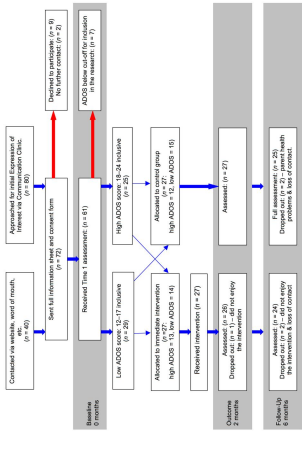 Contacted via website, word of mouth,
etc.
(n = 40)
Approached for initial Expression of
Interest via Communication Clinic.
(n = 80)
Sent full information sheet and consent form
(n = 72)
Declined to participate: (n = 9)
No further contact: (n = 2)
Baseline
0 months
Received Time 1 assessment: (n = 61)
ADOS below cut-off for inclusion
in the research: (n = 7)
Low ADOS score: 12–17 inclusive
(n = 29)
High ADOS score: 18–24 inclusive
(n = 25)
Allocated to immediate intervention
(n =27:
high ADOS = 13, low ADOS = 14)
Allocated to control group
(n = 27:
high ADOS = 12, low ADOS = 15)
Received intervention (n = 27)
Outcome
2 months
Assessed: (n = 26)
Dropped out: (n = 1) – did not enjoy
the intervention
Assessed: (n = 27)
Follow-Up
6 months
Assessed: (n = 24)
Dropped out: (n = 2) – did not enjoy
the intervention & loss of contact
Full assessment: (n = 25)
Dropped out: (n = 2) – parent health
problems & loss of contact.